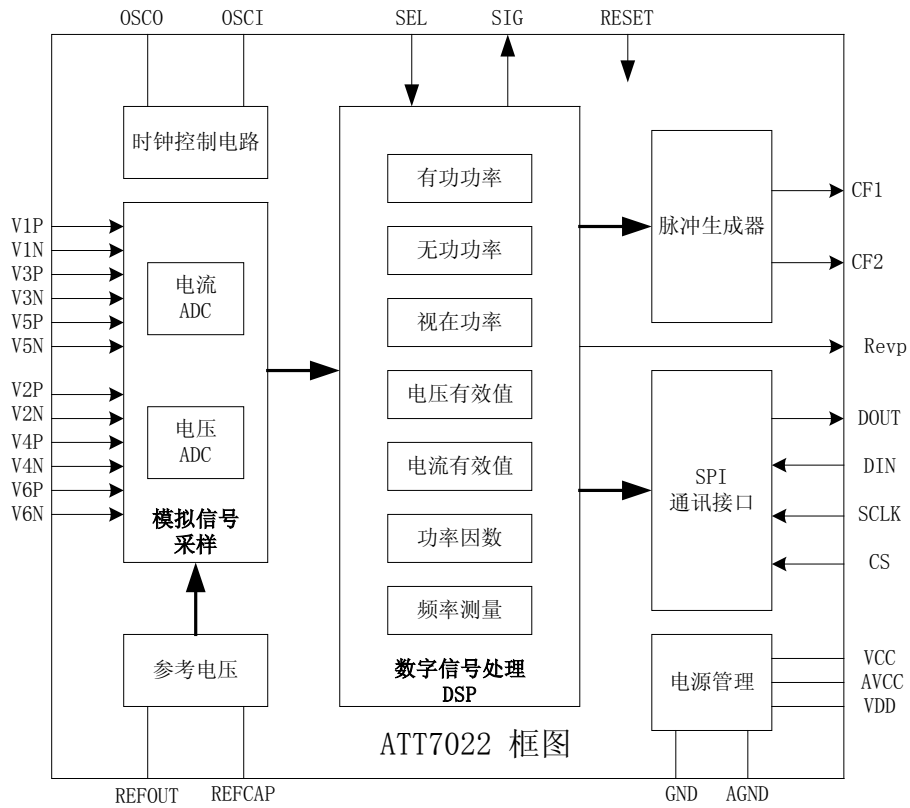 OSCO
OSCI
SEL
SIG
RESET
时钟控制电路
V1P
V1N
V3P
V3N
V5P
V5N
V2P
V2N
V4P
V4N
V6P
V6N
电流
ADC
电压
ADC
模拟信号
采样
参考电压
REFOUT
REFCAP
有功功率
无功功率
视在功率
电压有效值
电流有效值
功率因数
频率测量
数字信号处理
DSP
脉冲生成器
CF1
CF2
Revp
SPI
通讯接口
DOUT
DIN
SCLK
CS
电源管理
VCC
AVCC
VDD
GND
AGND
ATT7022 框图